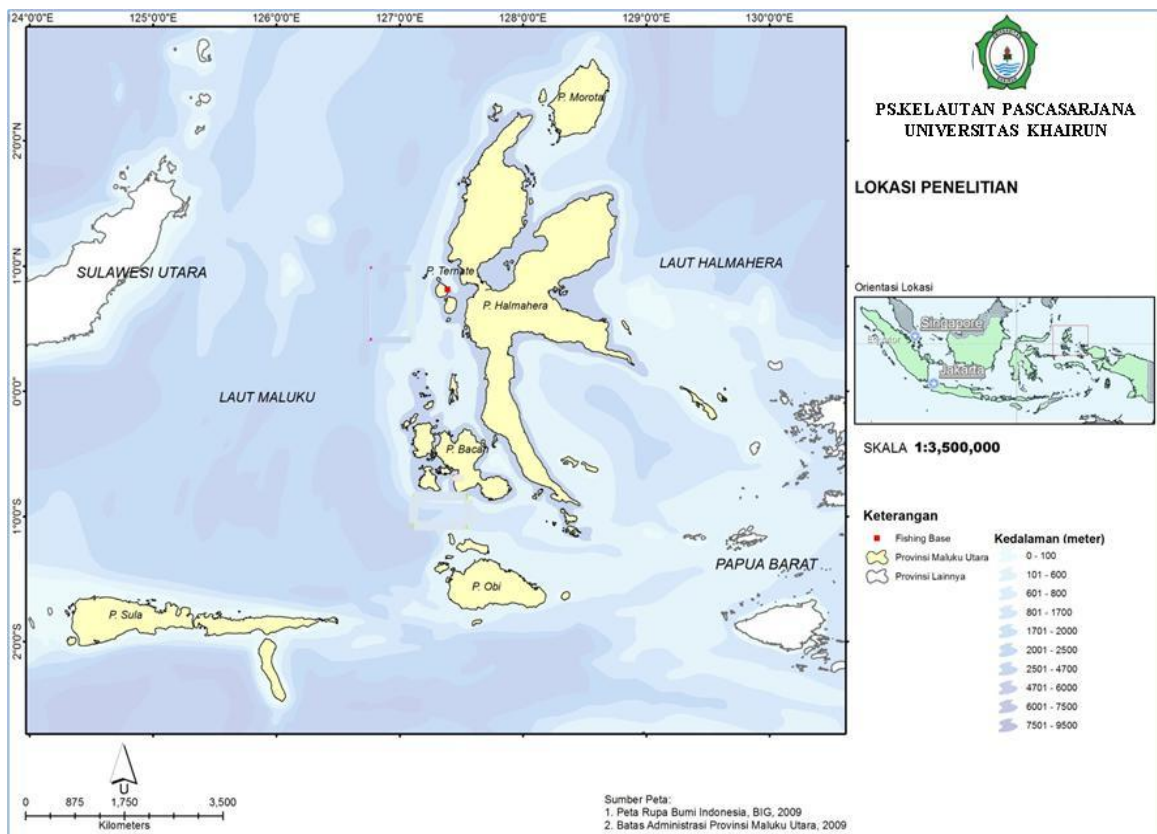 124°0'0"E
125°0'0"E
126°0'0"E
127°0'0"E
128°0'0"E
129°0'0"E
130°0'0"E
2°0'0"N
1°0'0"N
0°0'0"
1°0'0"S
2°0'0"S
P. Morotai
P. Ternate
SULAWESI UTARA
LAUT HALMAHERA
P. Halmahera
LAUT MALUKU
P. Bacan
PAPUA BARAT
P. Obi
P. Sula
PS.KELAUTAN PASCASARJANA
UNIVERSITAS KHAIRUN
LOKASI PENELITIAN
Orientasi Lokasi
Singapore
Equator
Jakarta
SKALA 1:3,500,000
Keterangan
Fishing Base
Provinsi Maluku Utara
Provinsi Lainnya
Kedalaman (meter)
0 - 100
101 - 600
601 - 800
801 - 1700
1701 - 2000
2001 - 2500
2501 - 4700
4701 - 6000
6001 - 7500
7501 - 9500
U
0 875 1,750 3,500
Kilometers
Sumber Peta:
1. Peta Rupa Bumi Indonesia, BIG, 2009
2. Batas Administrasi Provinsi Maluku Utara, 2009